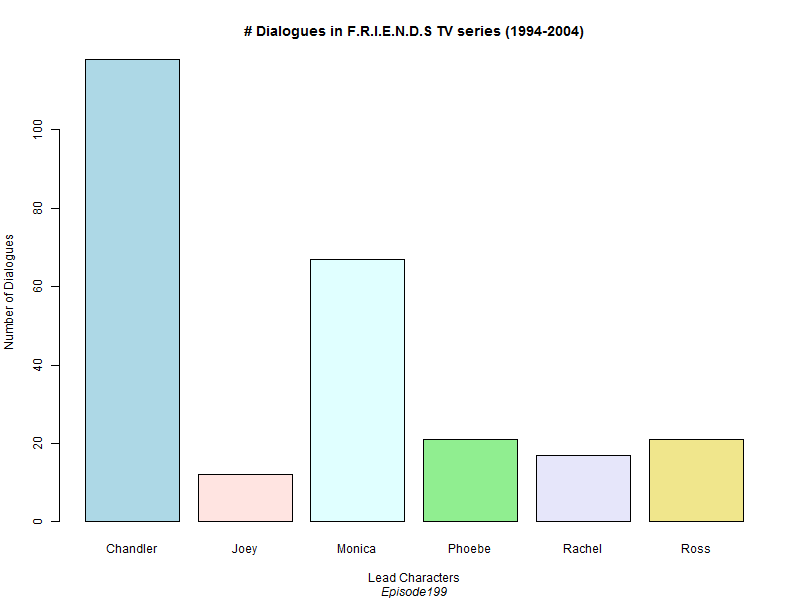 # Dialogues in F.R.I.E.N.D.S TV series (1994-2004)
Number of Dialogues
100
80
60
40
20
0
Chandler Joey Monica Phoebe Rachel Ross
Lead Characters
Episode199